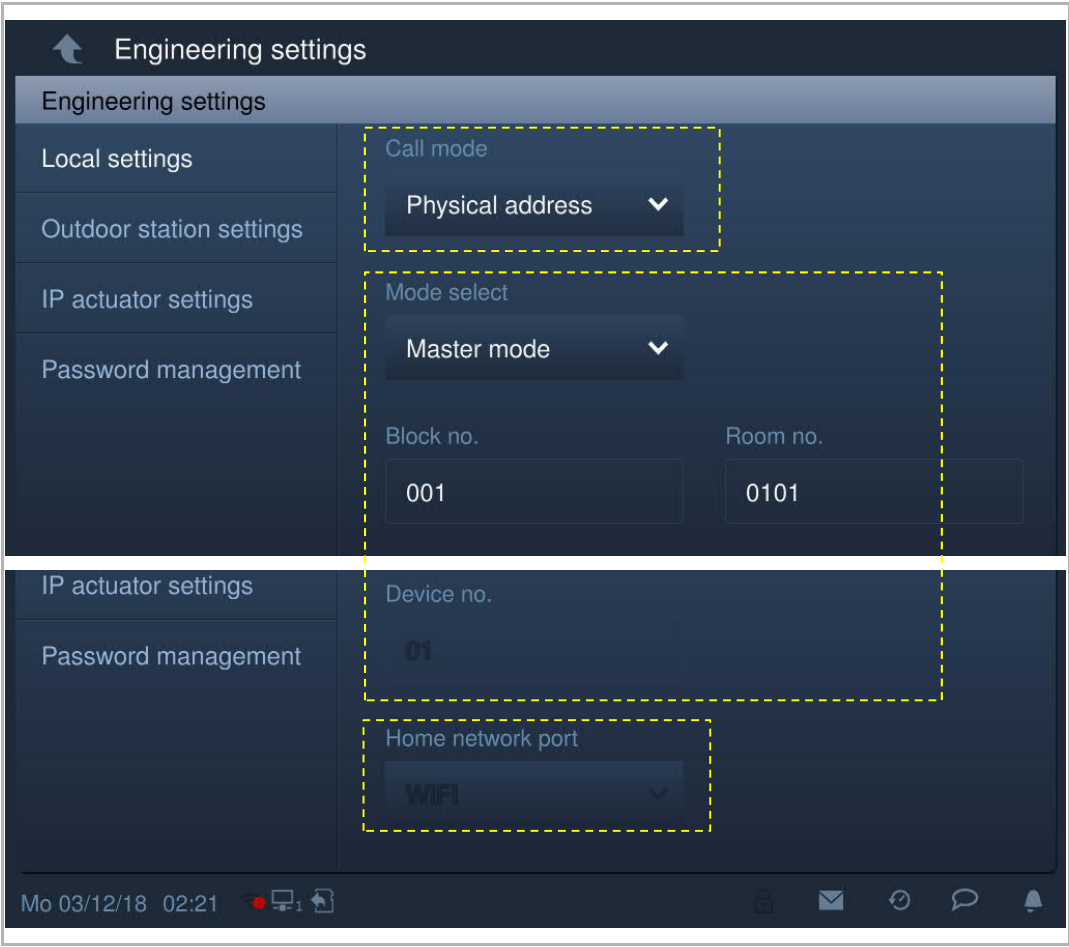 Engineering settings
Engineering settings
Local settings
Outdoor station settings
IP actuator settings
Password management
Call mode
Physical address
Mode select
Master mode
Block no.
Room no.
001
0101
IP actuator settings
Password management
Device no.
01
Home network port
WIFI
Mo 03/12/18 02:21
1